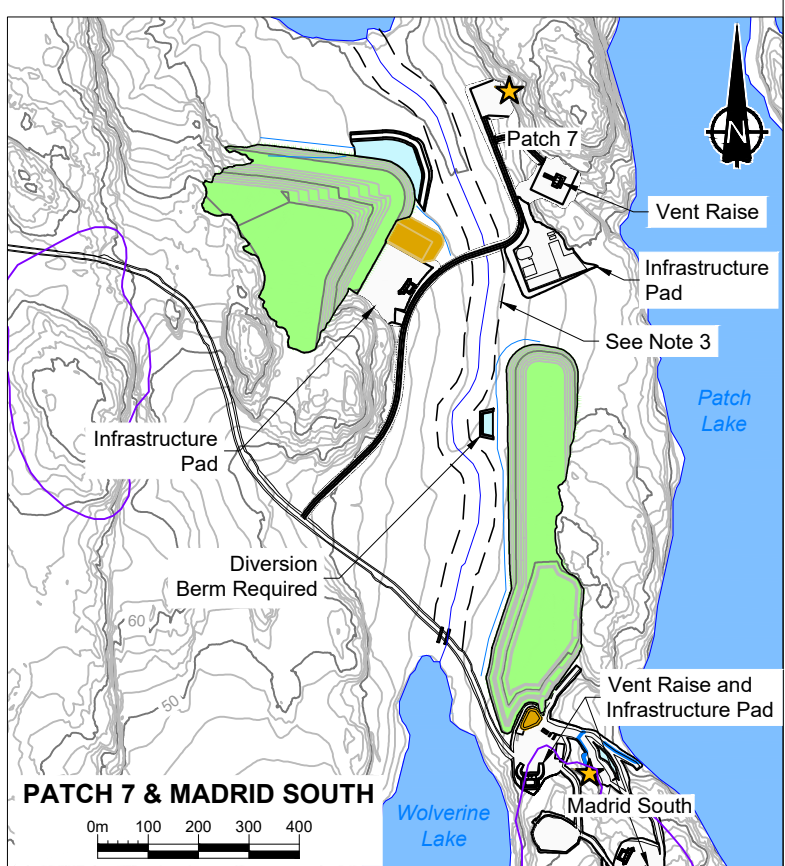 N
Patch 7
Vent Raise
Infrastructure
Pad
See Note 3
Patch
Lake
Infrastructure
Pad
Diversion
Berm Required
60
50
Vent Raise and
Infrastructure Pad
PATCH 7 & MADRID SOUTH
0m 100 200 300 400
Wolverine
Lake
Madrid South